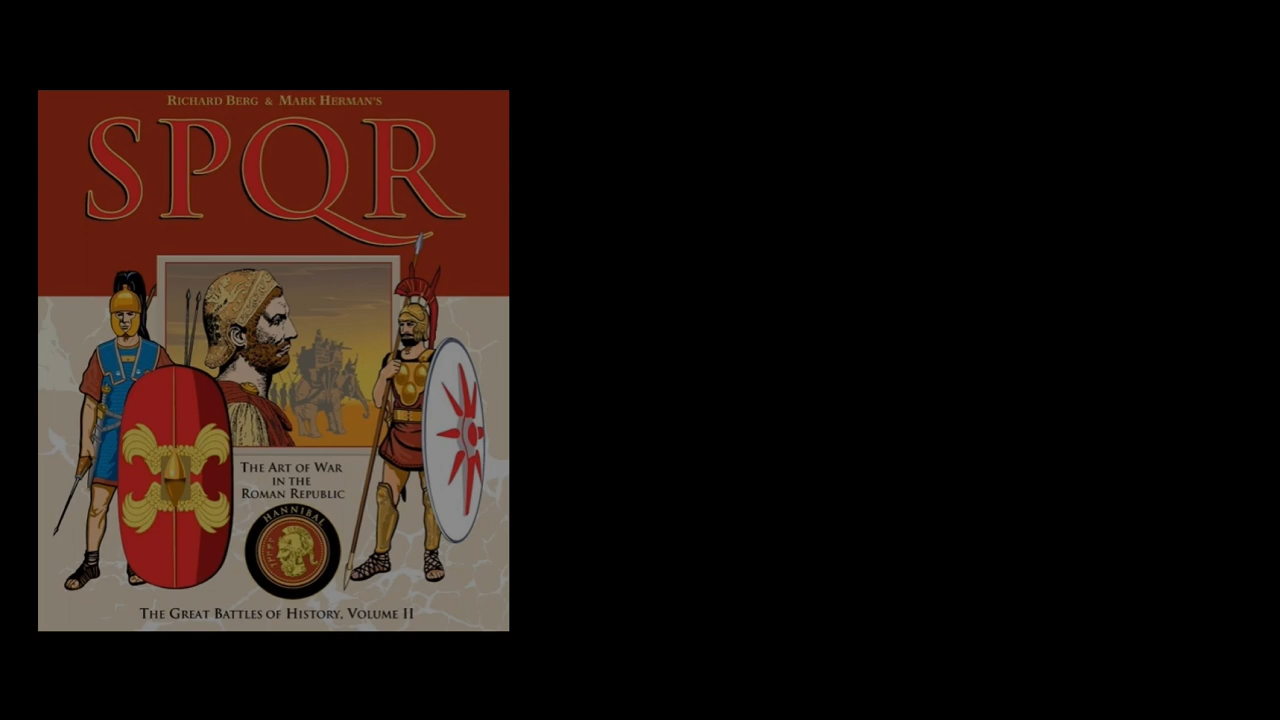 RICHARD BERG & MARK HERMAN'S
SPQR
THE ART OF WAR
IN THE
ROMAN REPUBLIC
HANNIBAL
THE GREAT BATTLES OF HISTORY, VOLUME II